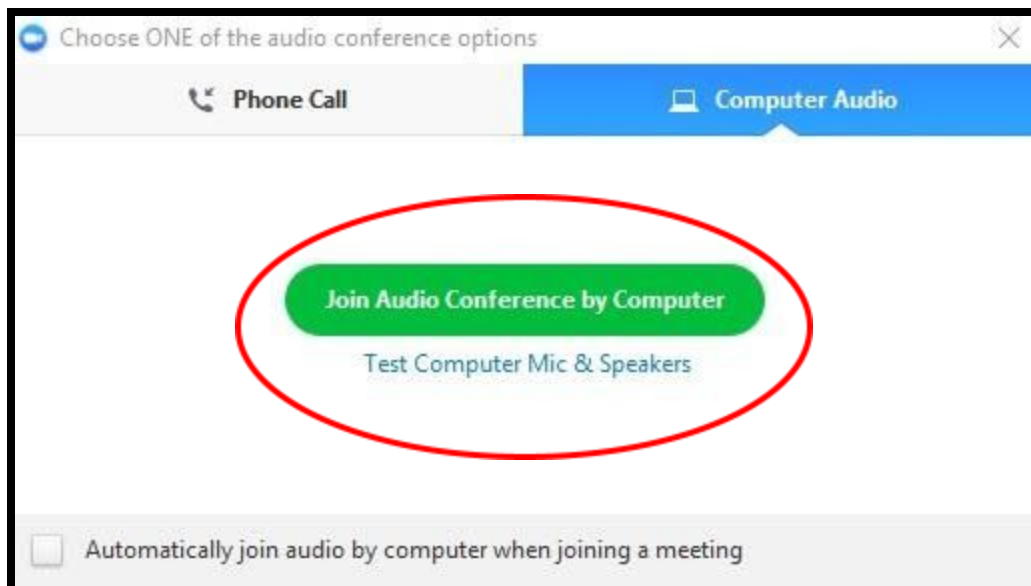 Choose ONE of the audio conference options
Phone Call
Computer Audio
Join Audio Conference by Computer
Test Computer Mic & Speakers
Automatically join audio by computer when joining a meeting